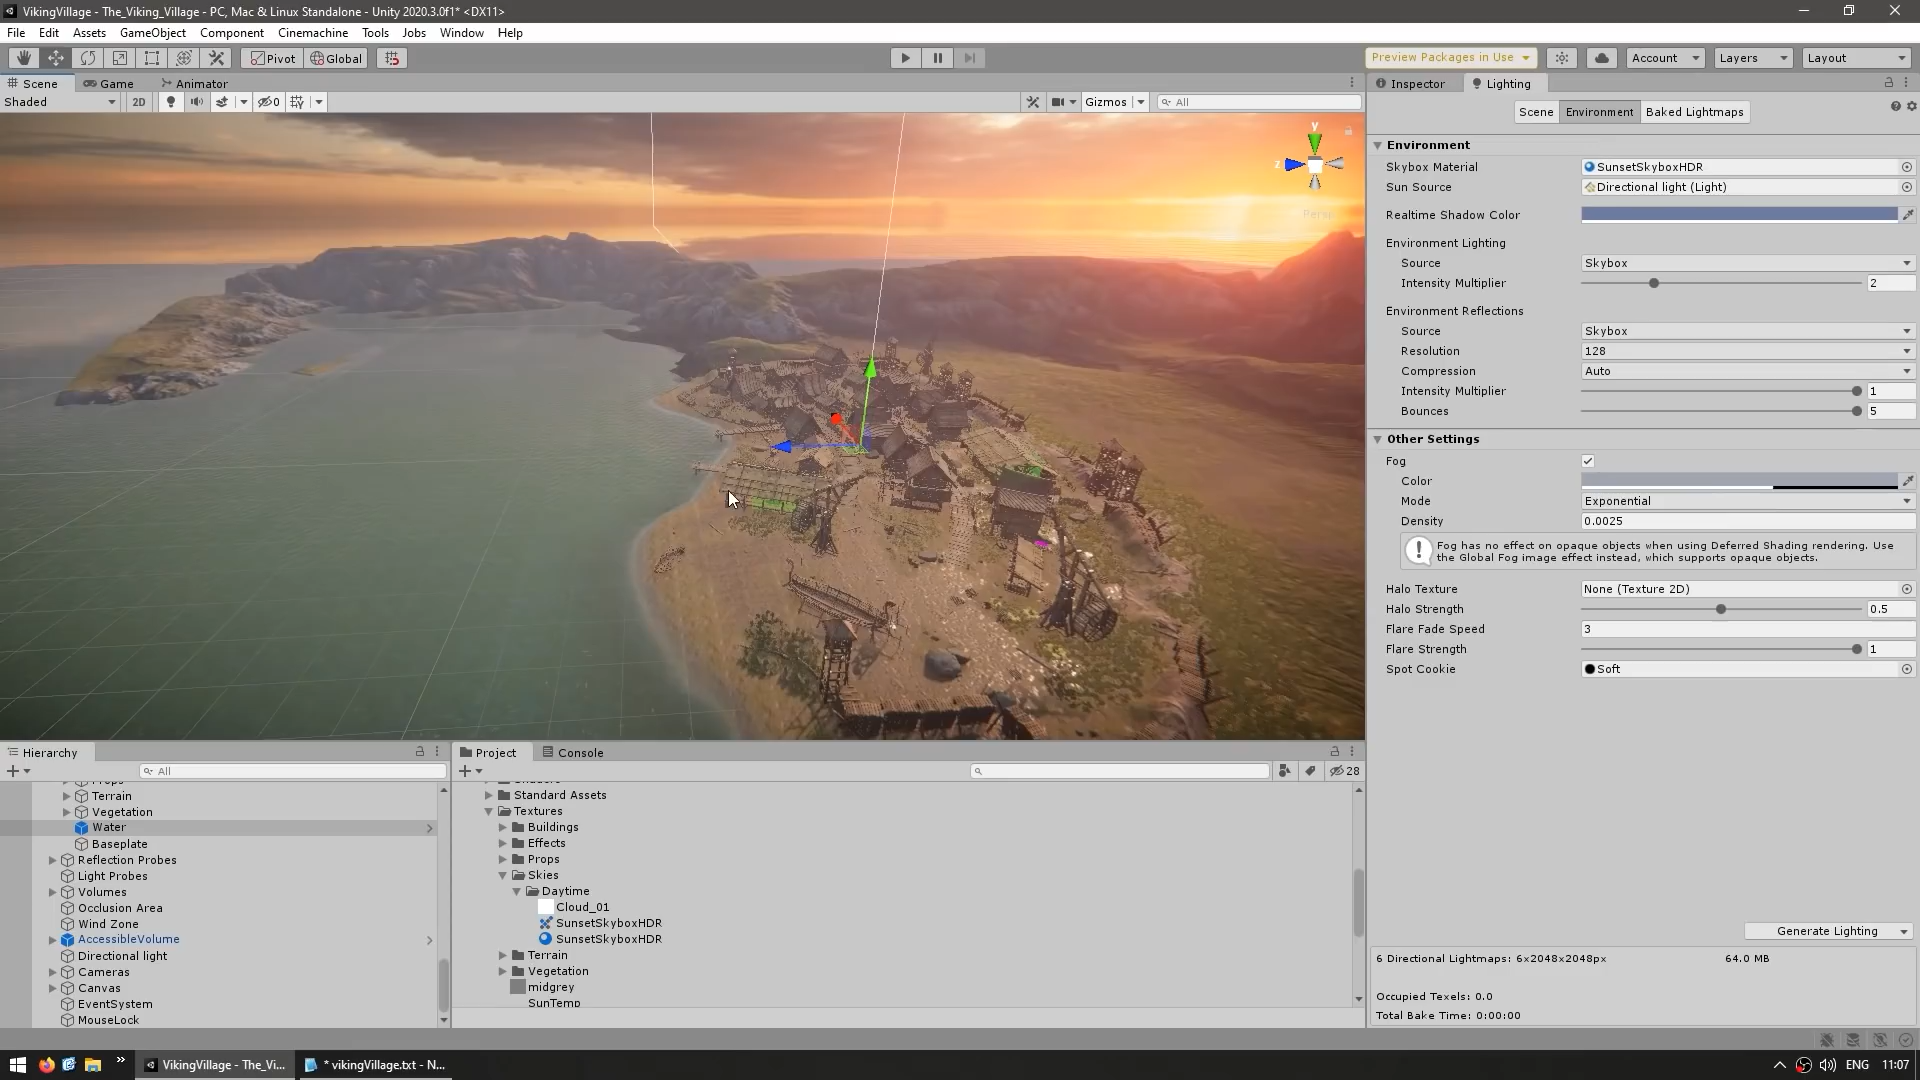 VikingVillage - The_Viking_Village - PC, Mac & Linux Standalone - Unity 2020.3.0f1* <DX11>
File Edit Assets GameObject Component Cinemachine Tools Jobs Window Help
Pivot Global Preview Packages in Use Account Layers Layout
Scene Game Animator
Shaded 2D 0 Gizmos All
y
z
Persp
Inspector Lighting
Scene Environment Baked Lightmaps
Environment
Skybox Material SunsetSkyboxHDR
Sun Source Directional light (Light)
Realtime Shadow Color
Environment Lighting
Source Skybox
Intensity Multiplier 2
Environment Reflections
Source Skybox
Resolution 128
Compression Auto
Intensity Multiplier 1
Bounces 5
Other Settings
Fog
Color
Mode Exponential
Density 0.0025
Fog has no effect on opaque objects when using Deferred Shading rendering. Use
the Global Fog image effect instead, which supports opaque objects.
Halo Texture None (Texture 2D)
Halo Strength 0.5
Flare Fade Speed 3
Flare Strength 1
Spot Cookie Soft
Generate Lighting
6 Directional Lightmaps: 6x2048x2048px 64.0 MB
Occupied Texels: 0.0
Total Bake Time: 0:00:00
Hierarchy
All
Props
Terrain
Vegetation
Water
Baseplate
Reflection Probes
Light Probes
Volumes
Occlusion Area
Wind Zone
AccessibleVolume
Directional light
Cameras
Canvas
EventSystem
MouseLock
Project Console
28
Standard Assets
Textures
Buildings
Effects
Props
Skies
Daytime
Cloud_01
SunsetSkyboxHDR
SunsetSkyboxHDR
Terrain
Vegetation
midgrey
SunTemp
VikingVillage - The_Vi... * vikingVillage.txt - N... ENG 11:07